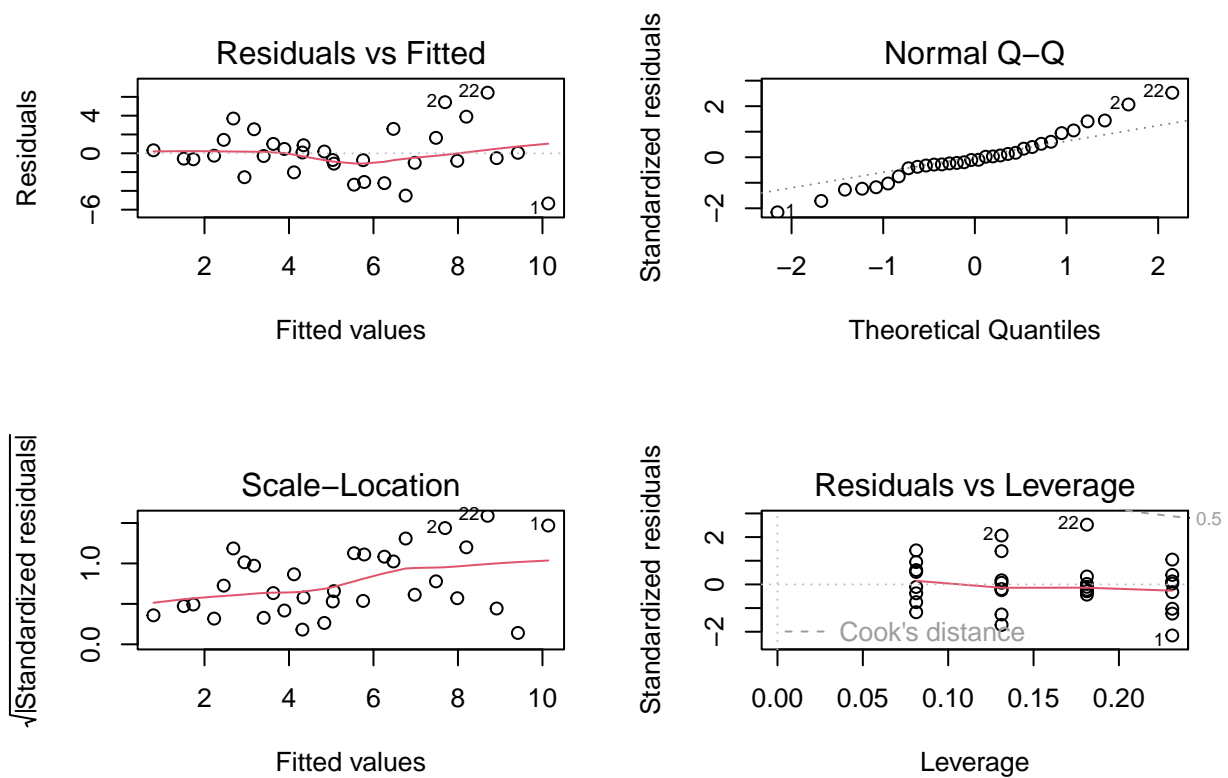 Residuals vs Fitted
Residuals
4
0
−6
2
22
1
2 4 6 8 10
Fitted values
Normal Q−Q
Standardized residuals
2
0
−2
2
22
1
−2 −1 0 1 2
Theoretical Quantiles
Scale−Location
√|Standardized residuals|
1.0
0.0
2
22
1
2 4 6 8 10
Fitted values
Residuals vs Leverage
Standardized residuals
2
0
−2
2
22
1
0.5
Cook's distance
0.00 0.05 0.10 0.15 0.20
Leverage